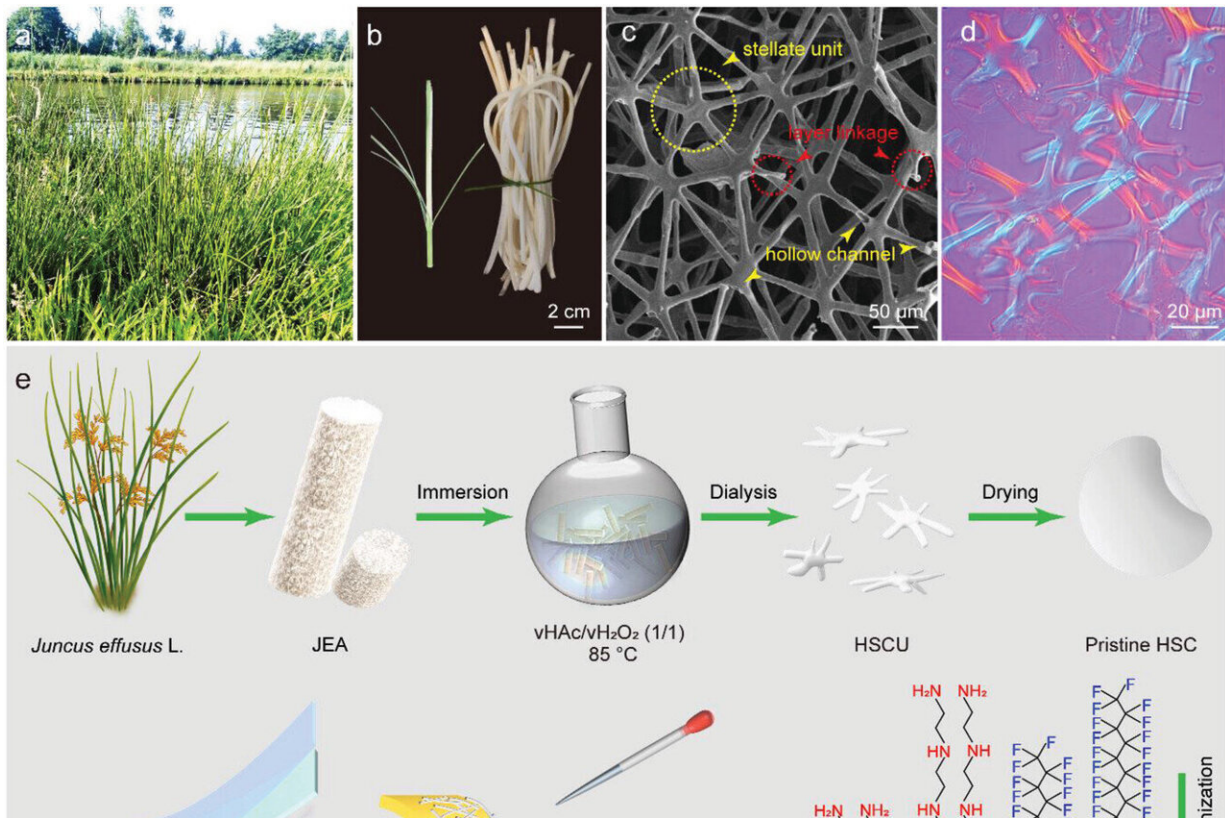 a
b
2 cm
c
stellate unit
layer linkage
hollow channel
50 µm
d
20 µm
e
Immersion
Dialysis
Drying
Juncus effusus L.
JEA
vHAc/vH₂O₂ (1/1)
85 °C
HSCU
Pristine HSC
H₂N NH₂
HN NH
HN NH
H₂N NH₂
F F
F F
F F
F F
F F
F F
F F
F F
F F
F F
F F
F F